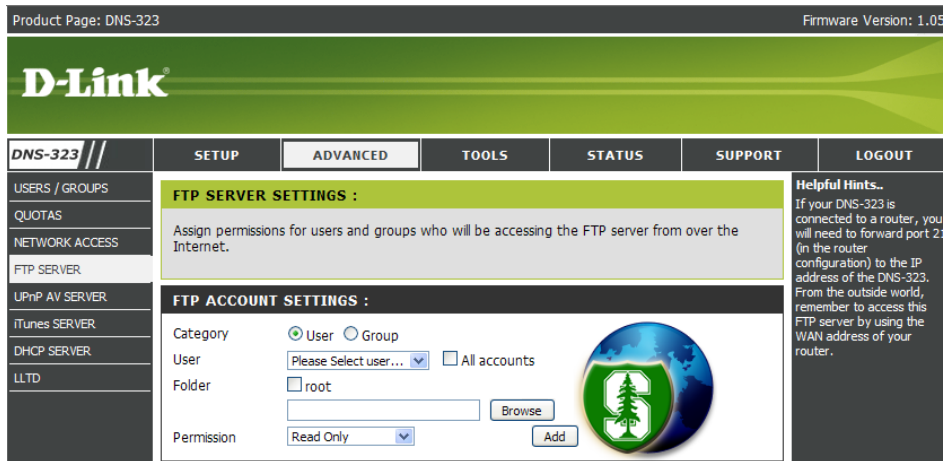 Product Page: DNS-323
Firmware Version: 1.05
D-Link
DNS-323
SETUP
ADVANCED
TOOLS
STATUS
SUPPORT
LOGOUT
USERS / GROUPS
QUOTAS
NETWORK ACCESS
FTP SERVER
UPnP AV SERVER
iTunes SERVER
DHCP SERVER
LLTD
FTP SERVER SETTINGS :
Assign permissions for users and groups who will be accessing the FTP server from over the
Internet.
FTP ACCOUNT SETTINGS :
Category
User
Group
User
Please Select user...
All accounts
Folder
root
Browse
Permission
Read Only
Add
S
Helpful Hints..
If your DNS-323 is
connected to a router, you
will need to forward port 21
(in the router
configuration) to the IP
address of the DNS-323.
From the outside world,
remember to access this
FTP server by using the
WAN address of your
router.